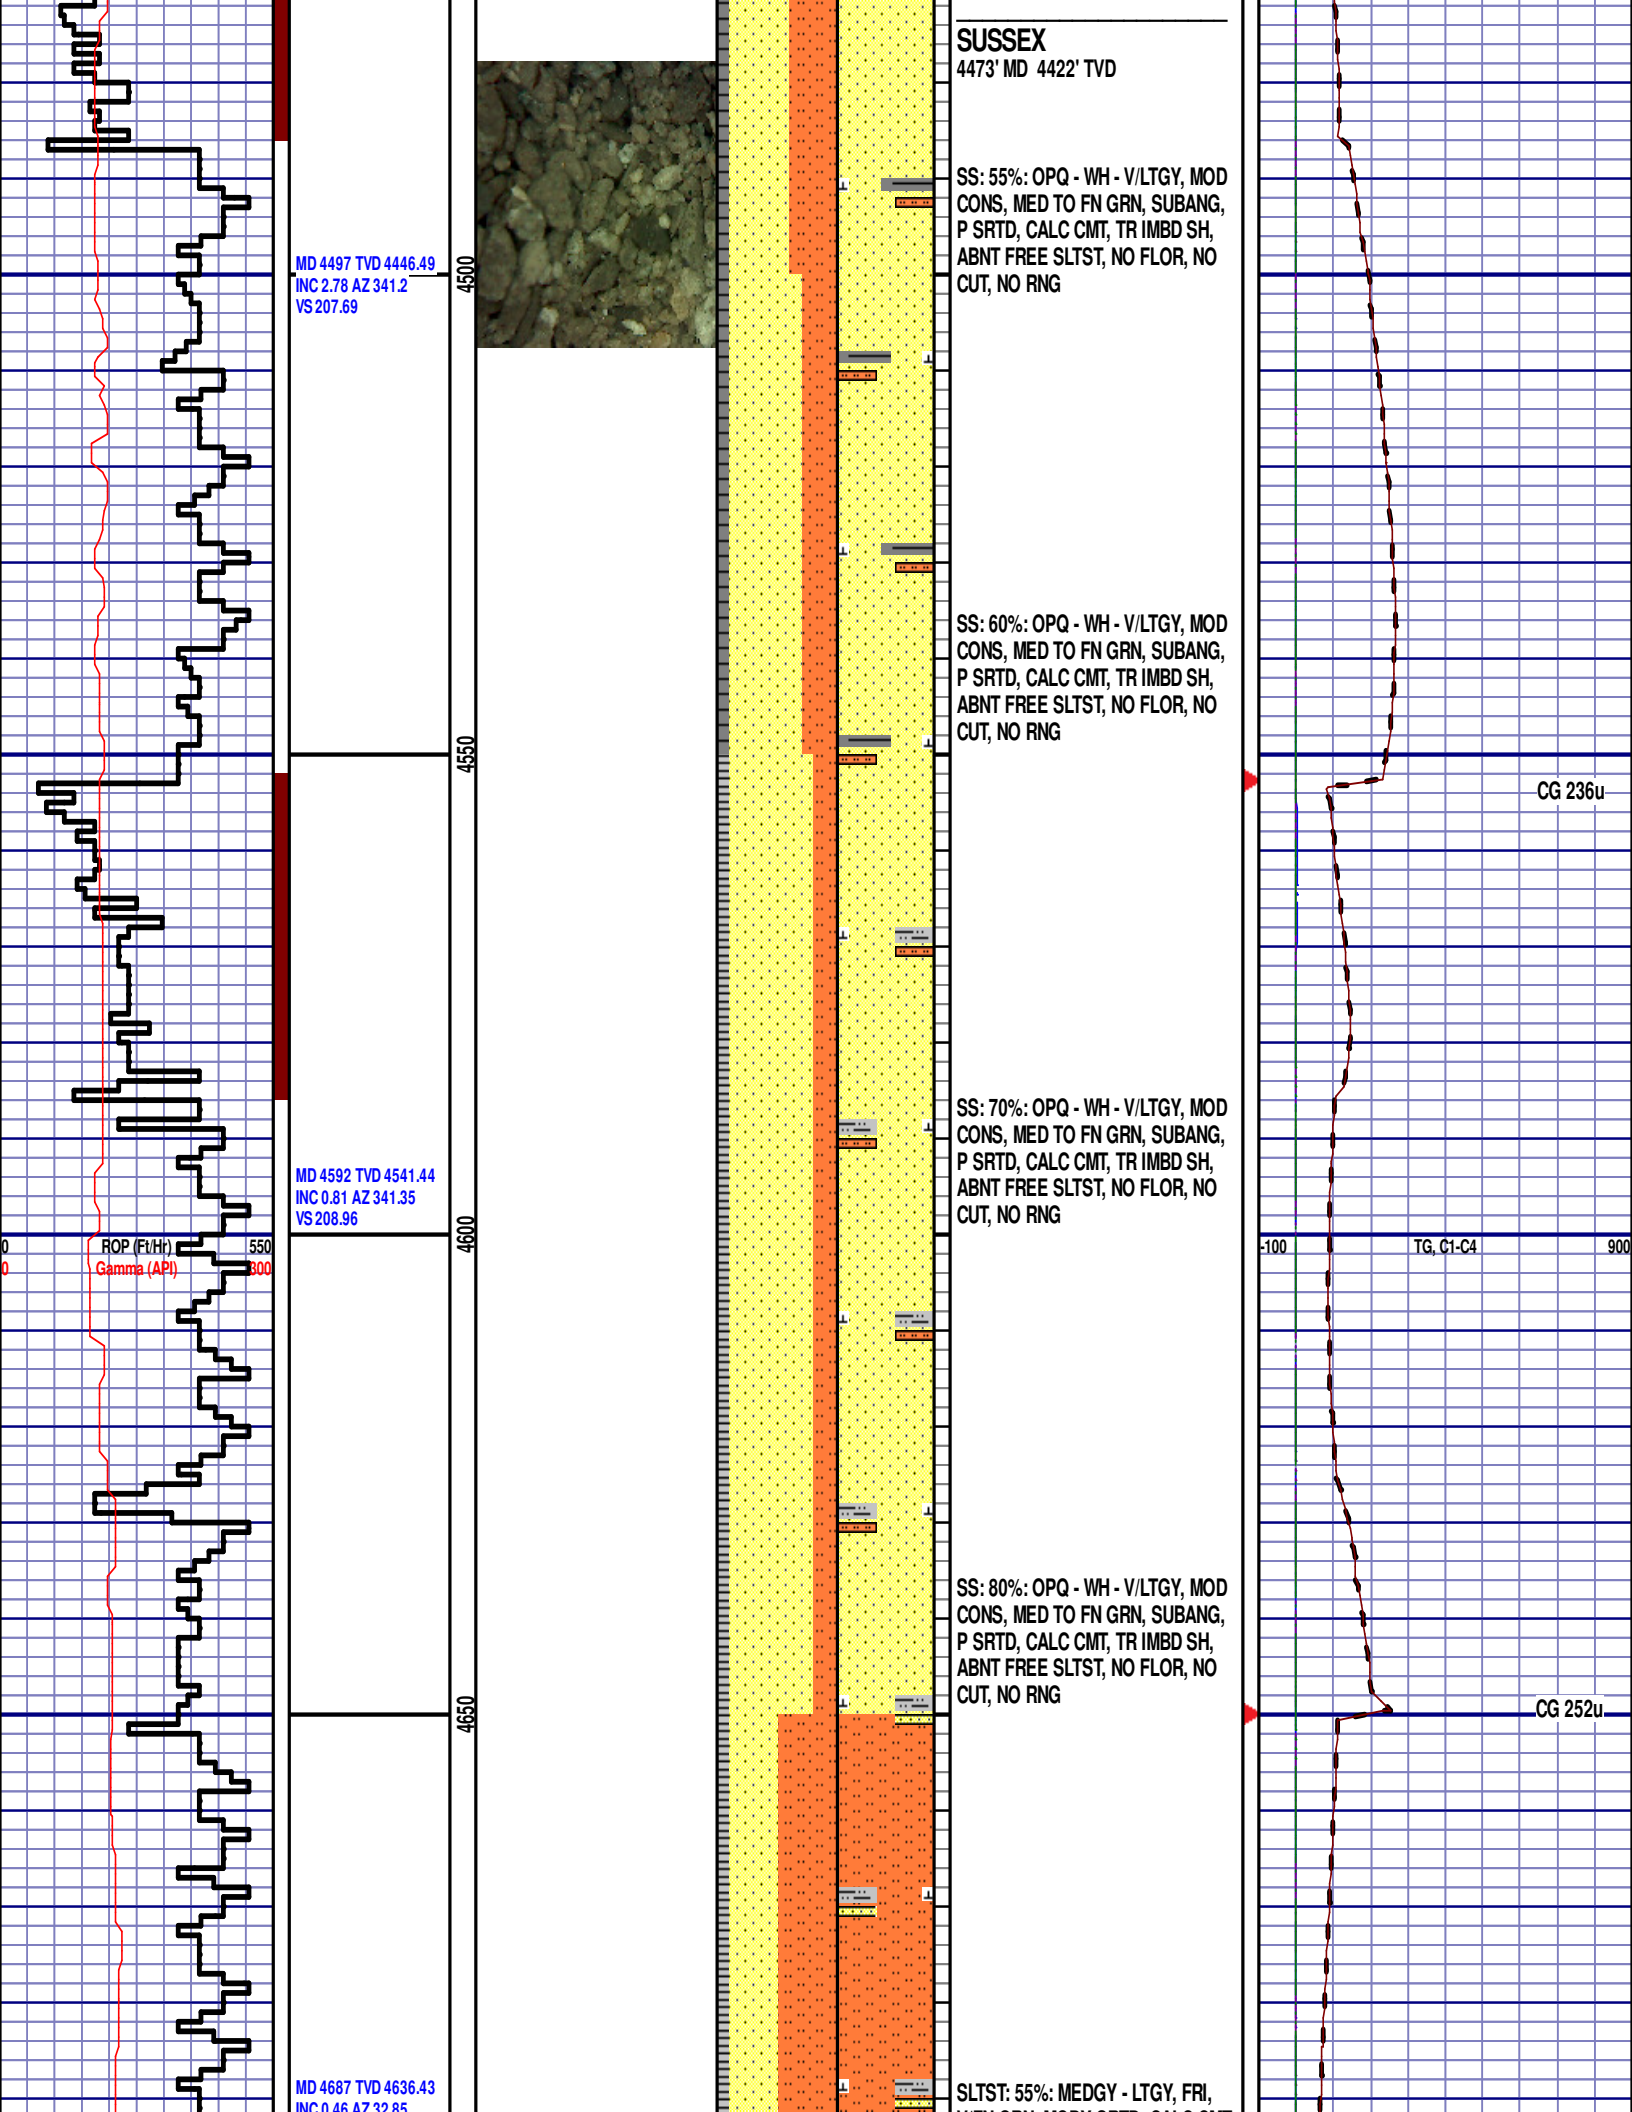 SUSSEX
4473' MD 4422' TVD
SS: 55%: OPQ - WH - V/LTGY, MOD
CONS, MED TO FN GRN, SUBANG,
P SRTD, CALC CMT, TR IMBD SH,
ABNT FREE SLTST, NO FLOR, NO
CUT, NO RNG
MD 4497 TVD 4446.49
INC 2.78 AZ 341.2
VS 207.69
4500
SS: 60%: OPQ - WH - V/LTGY, MOD
CONS, MED TO FN GRN, SUBANG,
P SRTD, CALC CMT, TR IMBD SH,
ABNT FREE SLTST, NO FLOR, NO
CUT, NO RNG
4550
CG 236u
SS: 70%: OPQ - WH - V/LTGY, MOD
CONS, MED TO FN GRN, SUBANG,
P SRTD, CALC CMT, TR IMBD SH,
ABNT FREE SLTST, NO FLOR, NO
CUT, NO RNG
MD 4592 TVD 4541.44
INC 0.81 AZ 341.35
VS 208.96
4600
0 ROP (Ft/Hr) 550
0 Gamma (API) 300
-100 TG, C1-C4 900
SS: 80%: OPQ - WH - V/LTGY, MOD
CONS, MED TO FN GRN, SUBANG,
P SRTD, CALC CMT, TR IMBD SH,
ABNT FREE SLTST, NO FLOR, NO
CUT, NO RNG
4650
CG 252u
MD 4687 TVD 4636.43
INC 0.46 AZ 32.85
SLTST: 55%: MEDGY - LTGY, FRI,